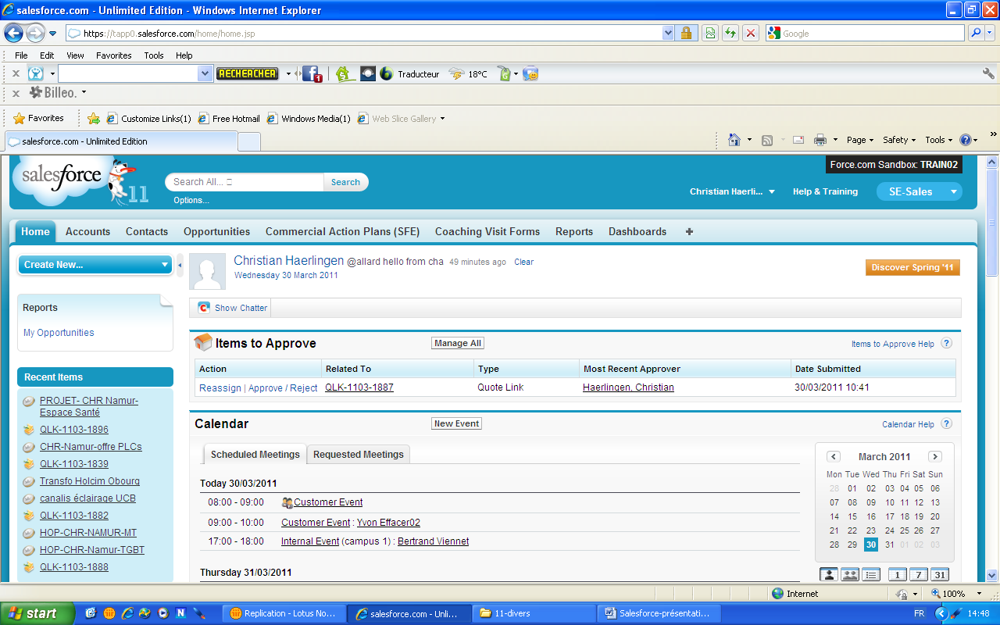 salesforce.com - Unlimited Edition - Windows Internet Explorer
https://tapp0.salesforce.com/home/home.jsp
Google
File Edit View Favorites Tools Help
RECHERCHER 1 Traducteur 18°C
Billeo.
Favorites Customize Links(1) Free Hotmail Windows Media(1) Web Slice Gallery
salesforce.com - Unlimited Edition Page Safety Tools
salesforce 11
Force.com Sandbox: TRAIN02
Search All... Search
Options...
Christian Haerli... Help & Training SE-Sales
Home Accounts Contacts Opportunities Commercial Action Plans (SFE) Coaching Visit Forms Reports Dashboards +
Create New...
Reports
My Opportunities
Recent Items
PROJET- CHR Namur-
Espace Santé
QLK-1103-1896
CHR-Namur-offre PLCs
QLK-1103-1839
Transfo Holcim Obourg
canalis éclairage UCB
QLK-1103-1882
HOP-CHR-NAMUR-MT
HOP-CHR-Namur-TGBT
QLK-1103-1888
Christian Haerlingen @allard hello from cha 49 minutes ago Clear
Wednesday 30 March 2011
Discover Spring '11
Show Chatter
Items to Approve Manage All Items to Approve Help ?
Action Related To Type Most Recent Approver Date Submitted
Reassign | Approve / Reject QLK-1103-1887 Quote Link Haerlingen, Christian 30/03/2011 10:41
Calendar New Event Calendar Help ?
Scheduled Meetings Requested Meetings
Today 30/03/2011
08:00 - 09:00 Customer Event
09:00 - 10:00 Customer Event : Yvon Effacer02
17:00 - 18:00 Internal Event (campus 1) : Bertrand Viennet
Thursday 31/03/2011
March 2011
Mon Tue Wed Thu Fri Sat Sun
28 01 02 03 04 05 06
07 08 09 10 11 12 13
14 15 16 17 18 19 20
21 22 23 24 25 26 27
28 29 30 31 01 02 03
1 7 31
Internet 100%
start Replication - Lotus No... salesforce.com - Unli... 11-divers Salesforce-présentati... FR 14:48